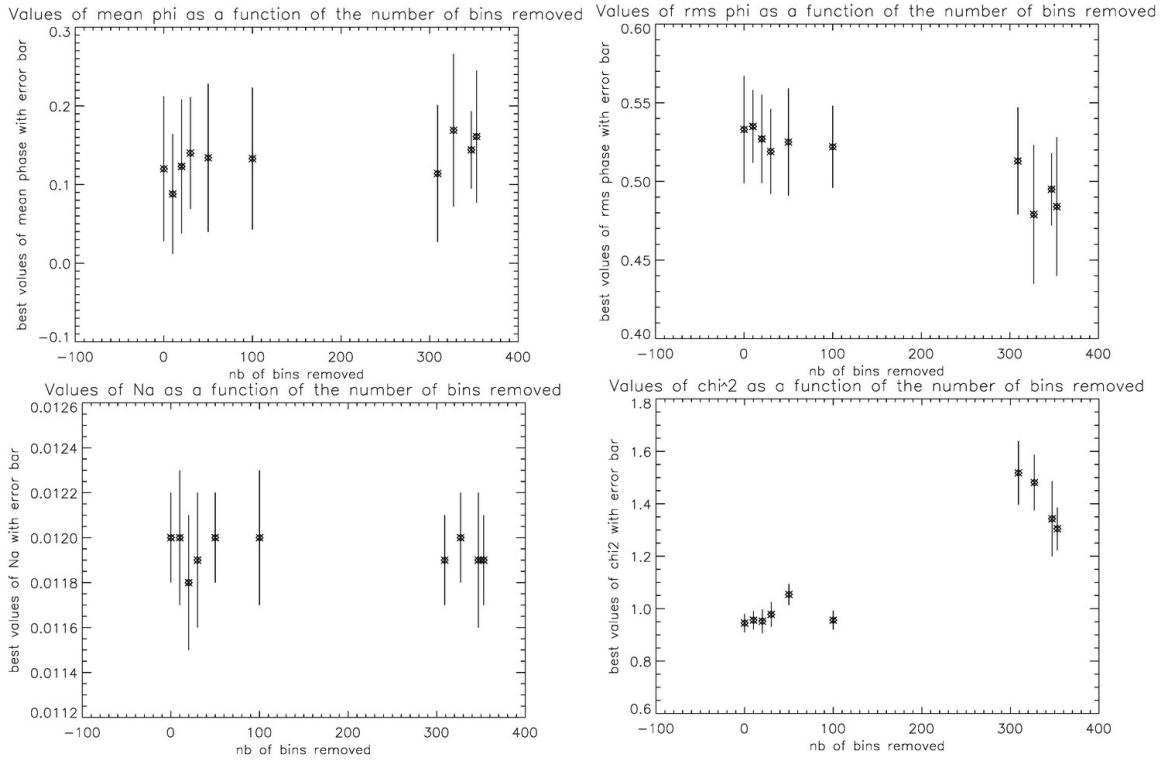 Values of mean phi as a function of the number of bins removed
best values of mean phase with error bar
0.3
0.2
0.1
0.0
−0.1
−100 0 100 200 300 400
nb of bins removed
Values of rms phi as a function of the number of bins removed
best values of rms phase with error bar
0.60
0.55
0.50
0.45
0.40
−100 0 100 200 300 400
nb of bins removed
Values of Na as a function of the number of bins removed
best values of Na with error bar
0.0126
0.0124
0.0122
0.0120
0.0118
0.0116
0.0114
0.0112
−100 0 100 200 300 400
nb of bins removed
Values of chi^2 as a function of the number of bins removed
best values of chi2 with error bar
1.8
1.6
1.4
1.2
1.0
0.8
0.6
−100 0 100 200 300 400
nb of bins removed